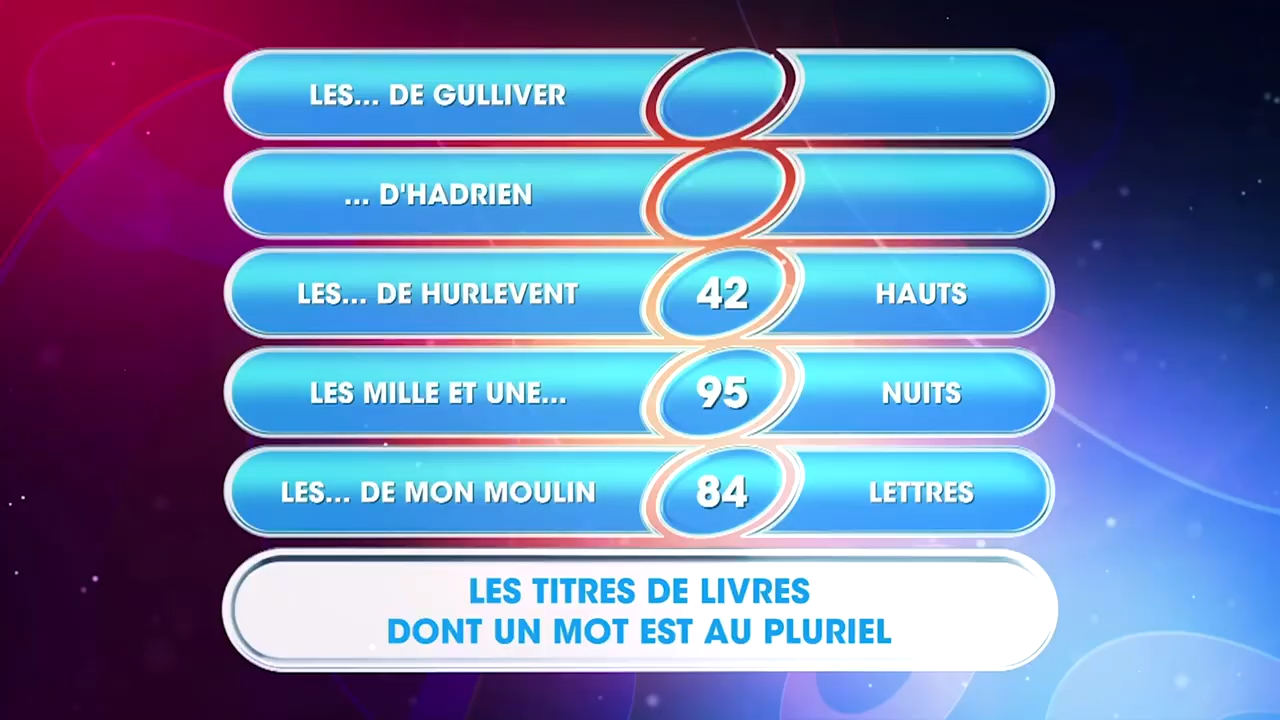 LES... DE GULLIVER
... D'HADRIEN
LES... DE HURLEVENT 42 HAUTS
LES MILLE ET UNE... 95 NUITS
LES... DE MON MOULIN 84 LETTRES
LES TITRES DE LIVRES
DONT UN MOT EST AU PLURIEL